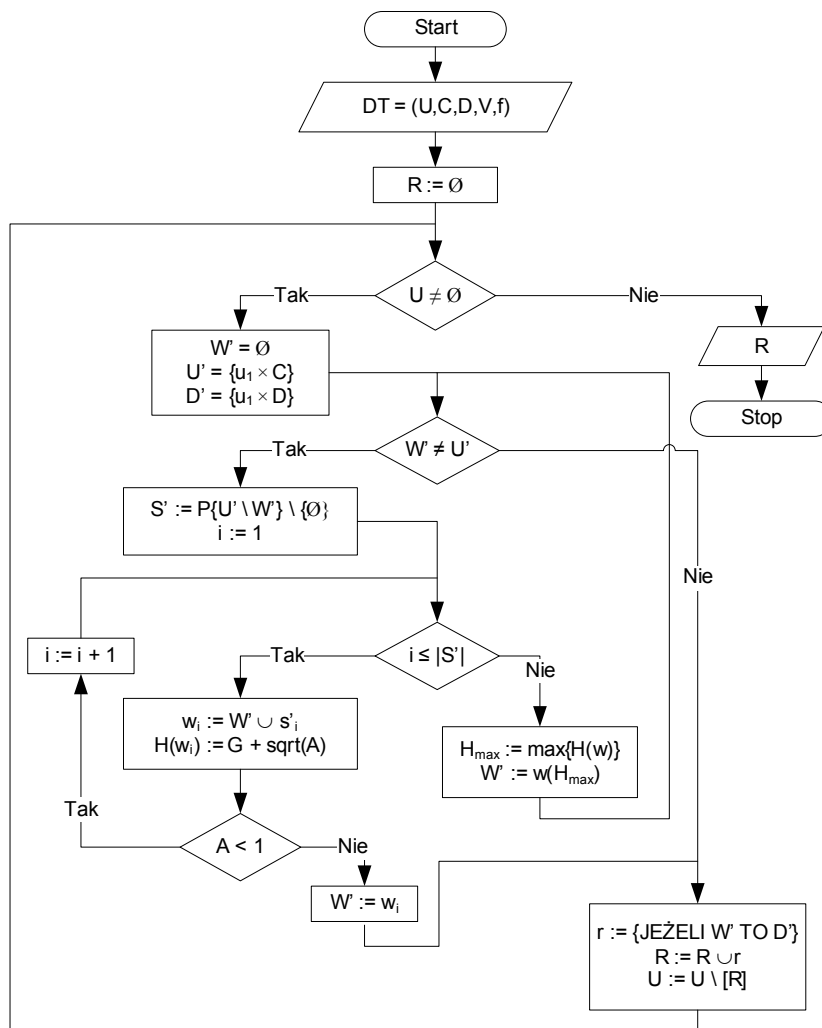 Start
DT = (U,C,D,V,f)
R := Ø
U ≠ Ø
Tak
Nie
W' = Ø
U' = {u₁ × C}
D' = {u₁ × D}
R
Stop
W' ≠ U'
Tak
S' := P{U' \ W'} \ {Ø}
i := 1
Nie
i := i + 1
i ≤ |S'|
Tak
Nie
wᵢ := W' ∪ s'ᵢ
H(wᵢ) := G + sqrt(A)
Hmax := max{H(w)}
W' := w(Hmax)
Tak
A < 1
Nie
W' := wᵢ
r := {JEŻELI W' TO D'}
R := R ∪ r
U := U \ [R]